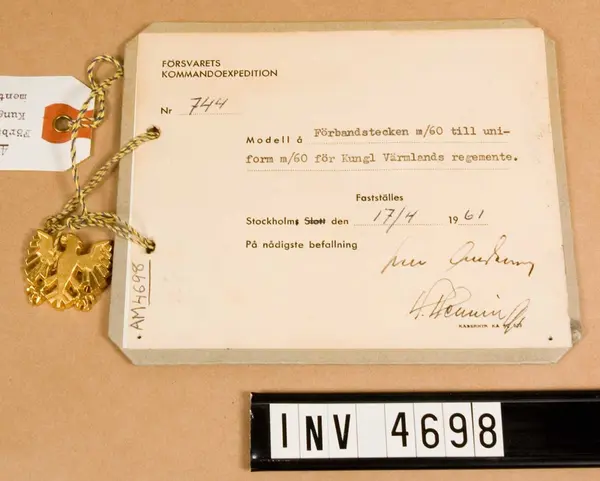 FÖRSVARETS
KOMMANDOEXPEDITION
Nr 744
Modell å Förbandstecken m/60 till uni-
form m/60 för Kungl Värmlands regemente.
Fastställes
Stockholms Slott den 17/4 1961
På nådigste befallning
AM4698
INV 4698